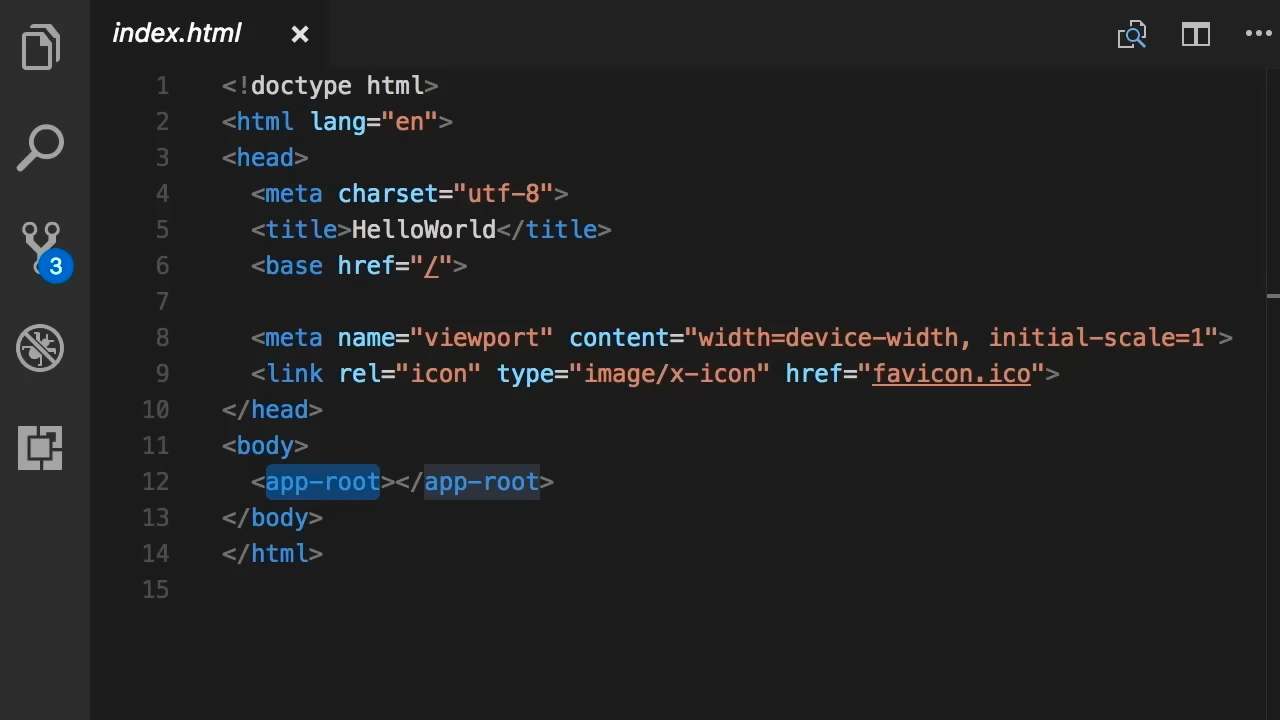 index.html
1 <!doctype html>
2 <html lang="en">
3 <head>
4   <meta charset="utf-8">
5   <title>HelloWorld</title>
6   <base href="/">
7
8   <meta name="viewport" content="width=device-width, initial-scale=1">
9   <link rel="icon" type="image/x-icon" href="favicon.ico">
10 </head>
11 <body>
12   <app-root></app-root>
13 </body>
14 </html>
15
3